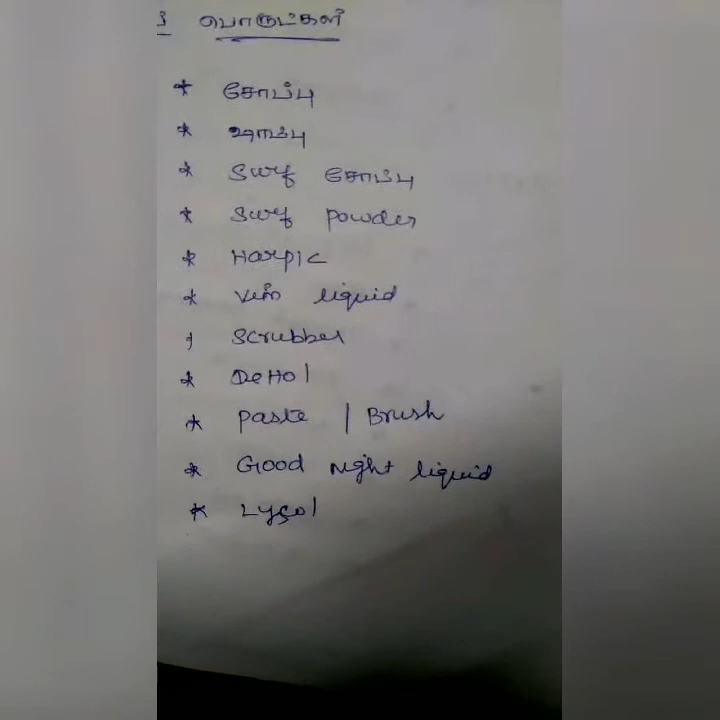 பொருட்கள்
* சோப்பு
* ஷாம்பு
* Surf சோப்பு
* Surf powder
* Harpic
* Vim liquid
* Scrubber
* Dettol
* Paste / Brush
* Good night liquid
* Lysol